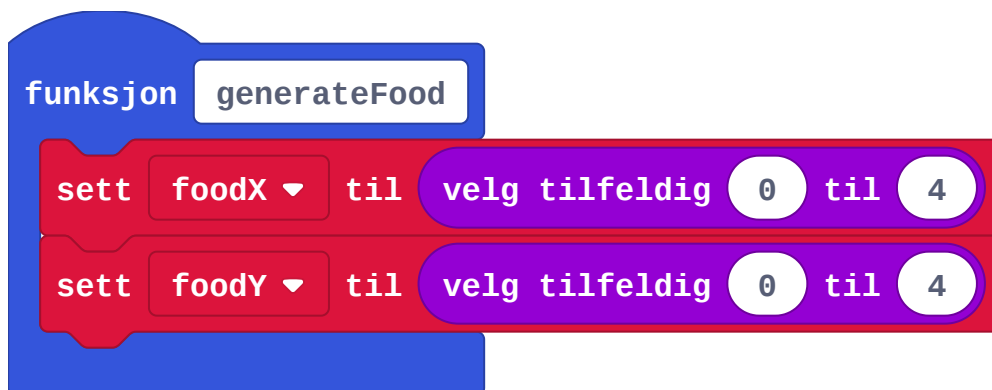 funksjon generateFood
sett foodX til velg tilfeldig 0 til 4
sett foodY til velg tilfeldig 0 til 4